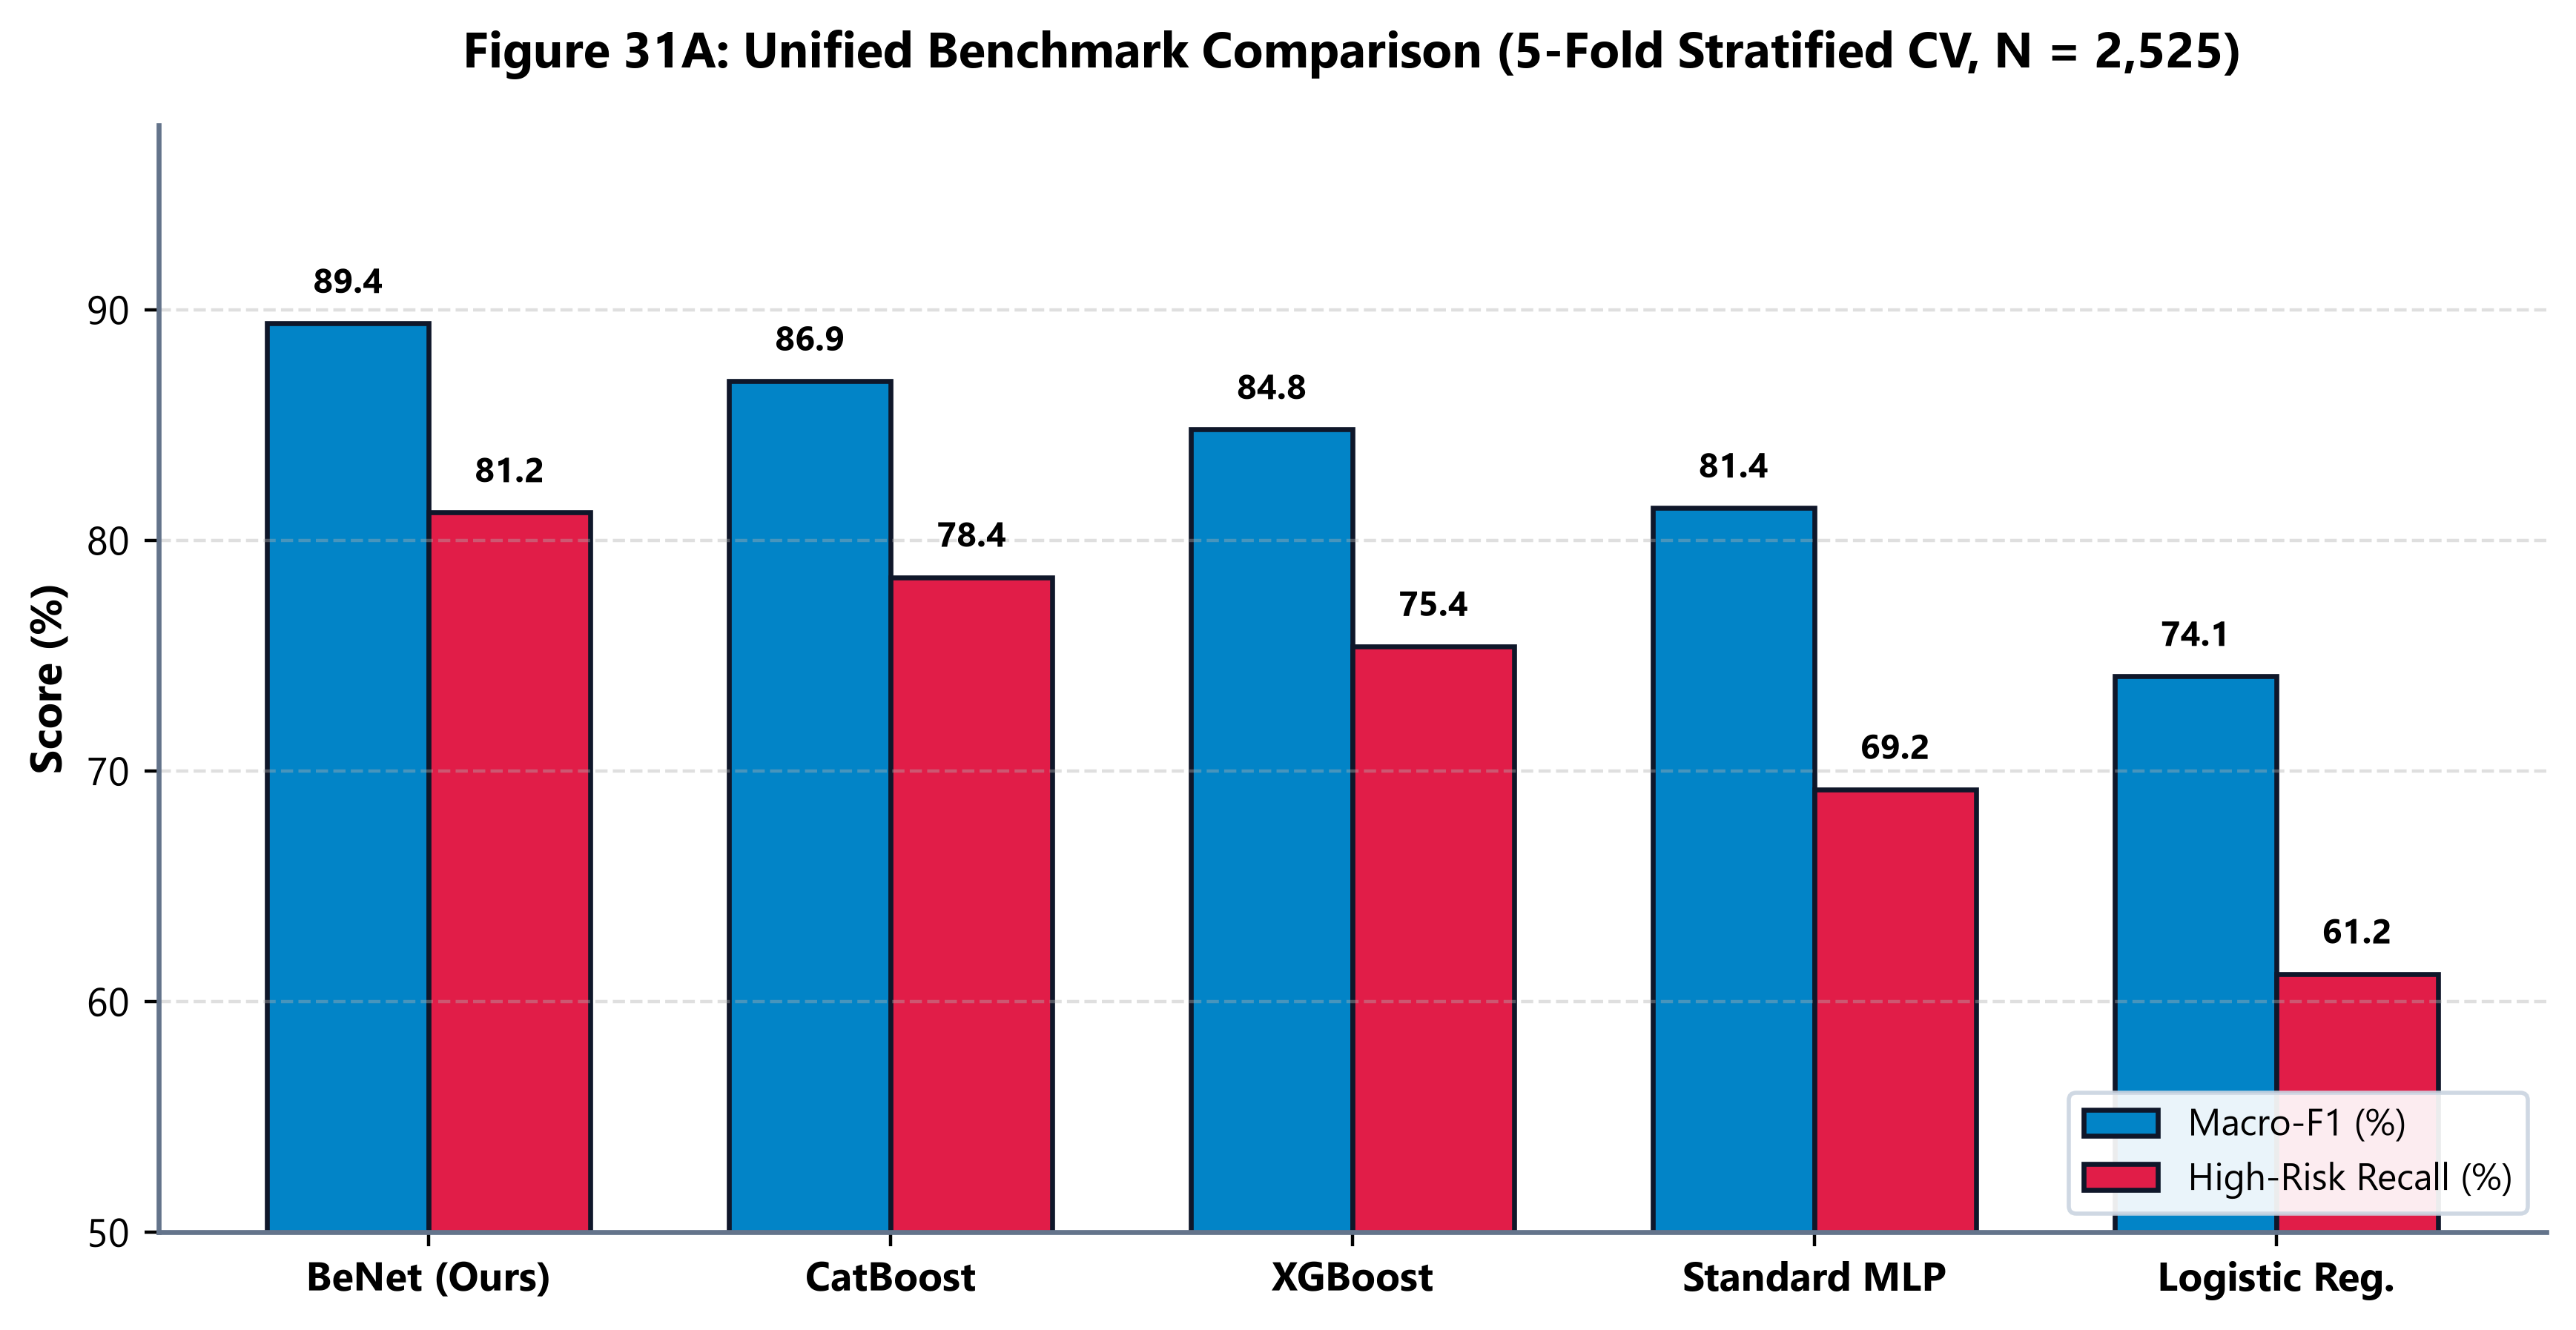 Figure 31A: Unified Benchmark Comparison (5-Fold Stratified CV, N = 2,525)
Score (%)
90
80
70
60
50
89.4
81.2
86.9
78.4
84.8
75.4
81.4
69.2
74.1
61.2
BeNet (Ours)
CatBoost
XGBoost
Standard MLP
Logistic Reg.
Macro-F1 (%)
High-Risk Recall (%)